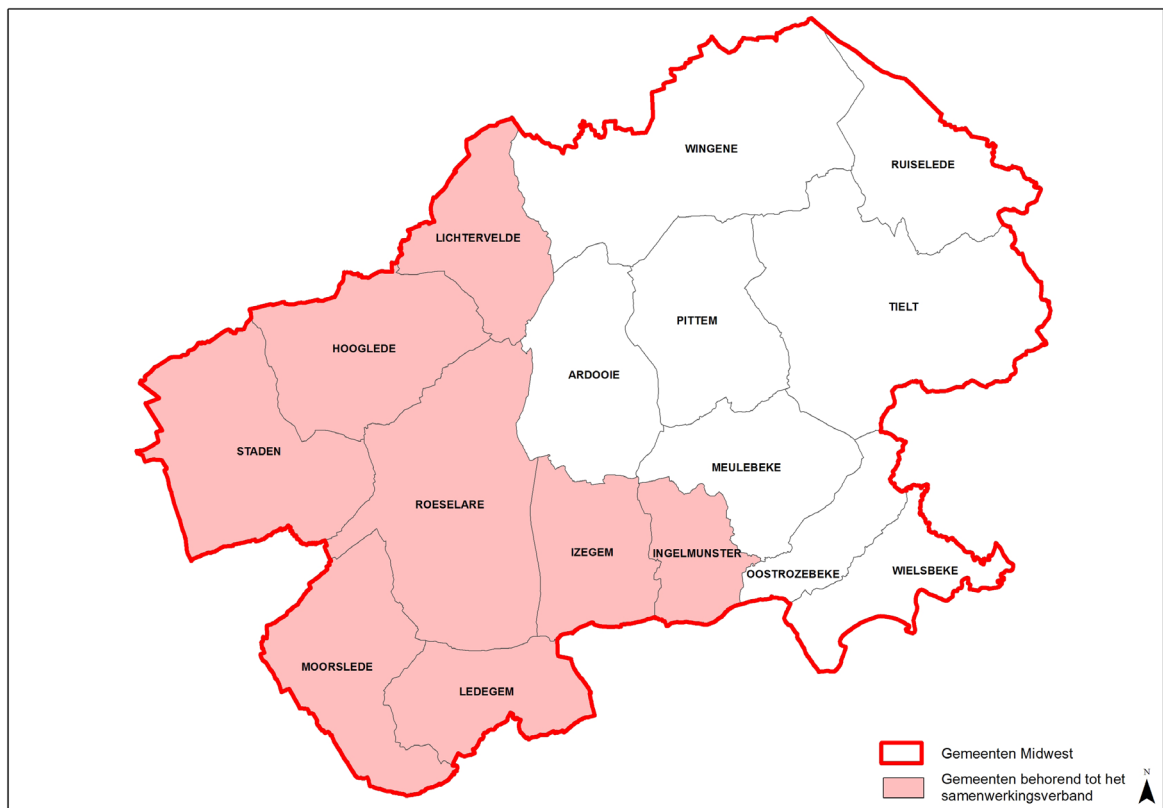 WINGENE
RUISELEDE
LICHTERVELDE
TIELT
PITTEM
HOOGLEDE
ARDOOIE
STADEN
MEULEBEKE
ROESELARE
IZEGEM
INGELMUNSTER
OOSTROZEBEKE
WIELSBEKE
MOORSLEDE
LEDEGEM
Gemeenten Midwest
Gemeenten behorend tot het
samenwerkingsverband
N